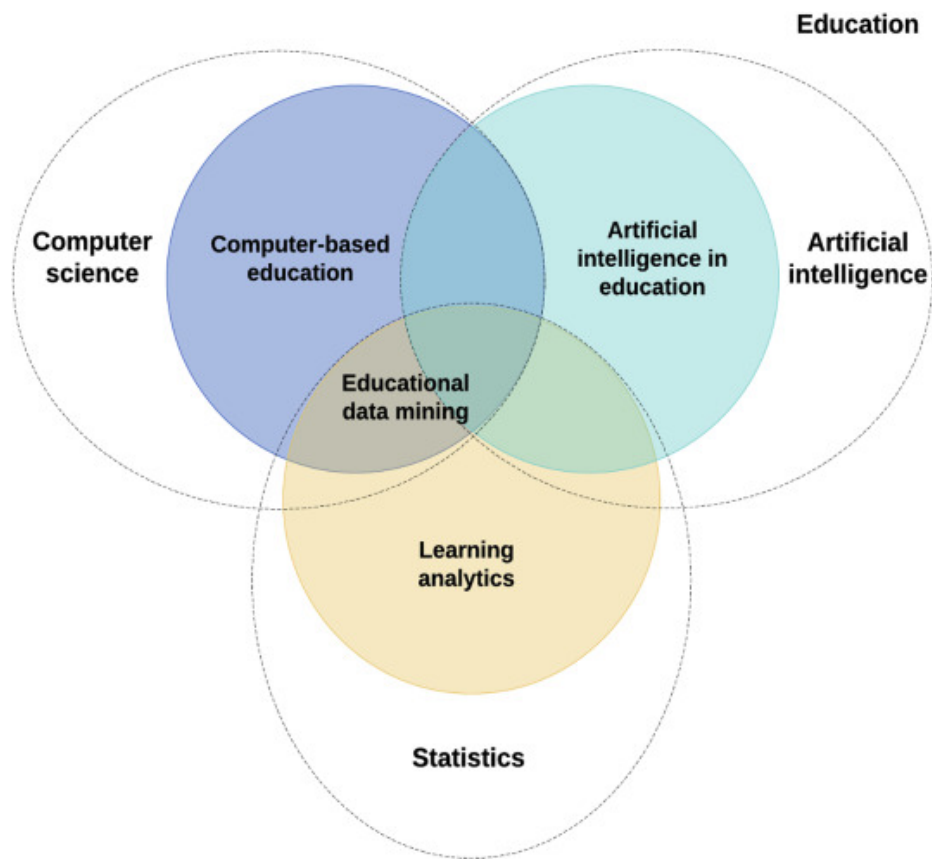 Education
Computer
science
Computer-based
education
Artificial
intelligence in
education
Artificial
intelligence
Educational
data mining
Learning
analytics
Statistics